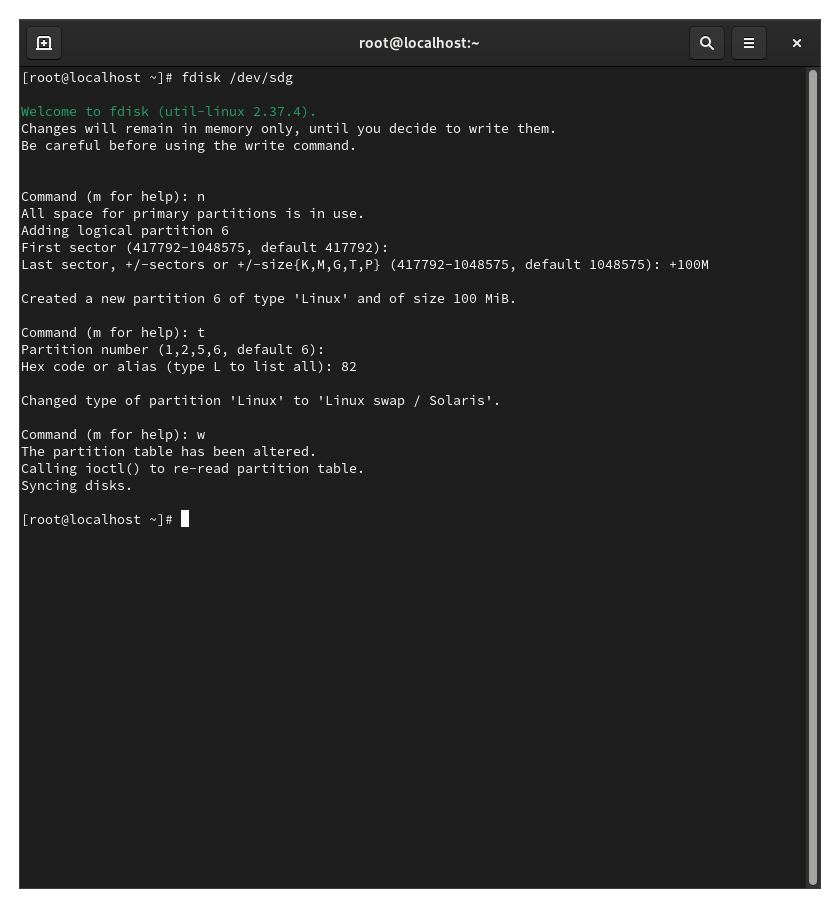 root@localhost:~
[root@localhost ~]# fdisk /dev/sdg
Welcome to fdisk (util-linux 2.37.4).
Changes will remain in memory only, until you decide to write them.
Be careful before using the write command.
Command (m for help): n
All space for primary partitions is in use.
Adding logical partition 6
First sector (417792-1048575, default 417792):
Last sector, +/-sectors or +/-size{K,M,G,T,P} (417792-1048575, default 1048575): +100M
Created a new partition 6 of type 'Linux' and of size 100 MiB.
Command (m for help): t
Partition number (1,2,5,6, default 6):
Hex code or alias (type L to list all): 82
Changed type of partition 'Linux' to 'Linux swap / Solaris'.
Command (m for help): w
The partition table has been altered.
Calling ioctl() to re-read partition table.
Syncing disks.
[root@localhost ~]#